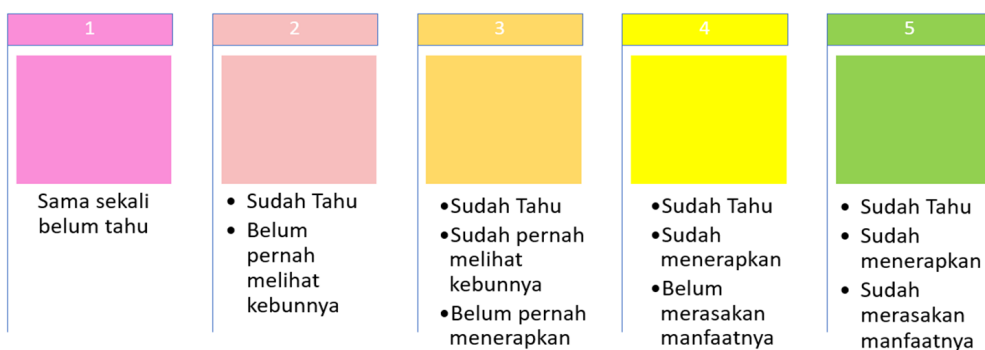 1
2
3
4
5
Sama sekali
belum tahu
• Sudah Tahu
• Belum
pernah
melihat
kebunnya
•Sudah Tahu
•Sudah pernah
melihat
kebunnya
•Belum pernah
menerapkan
•Sudah Tahu
•Sudah
menerapkan
•Belum
merasakan
manfaatnya
• Sudah Tahu
• Sudah
menerapkan
• Sudah
merasakan
manfaatnya